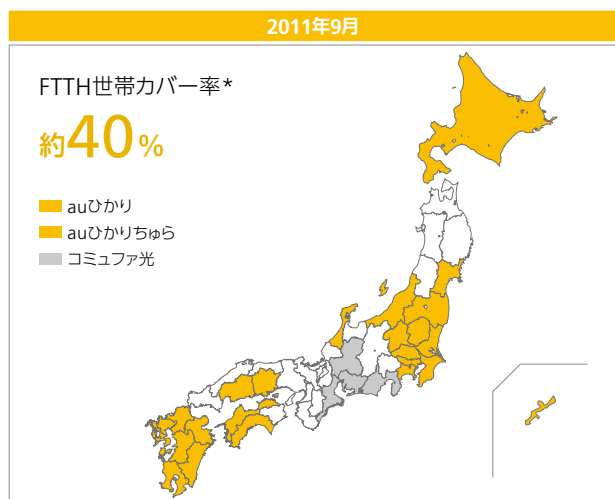 2011年9月
FTTH世帯カバー率*
約40%
auひかり
auひかりちゅら
コミュファ光